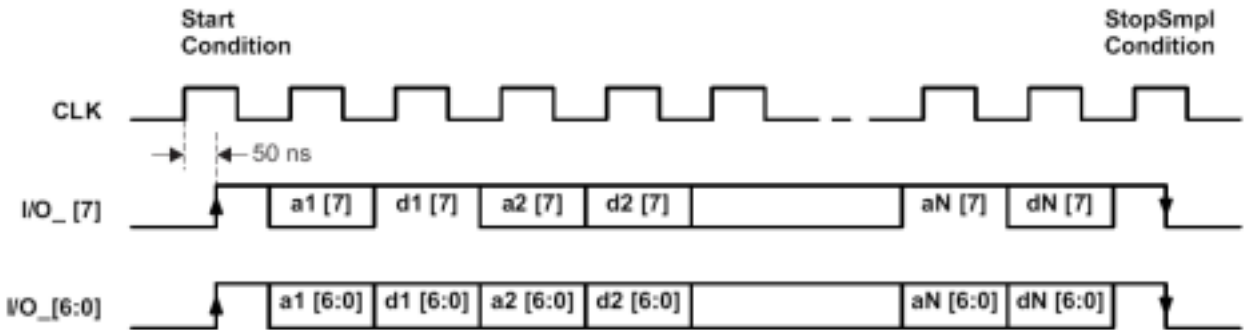 Start
Condition
StopSmpl
Condition
CLK
50 ns
I/O_ [7]
a1 [7] d1 [7] a2 [7] d2 [7] aN [7] dN [7]
I/O_[6:0]
a1 [6:0] d1 [6:0] a2 [6:0] d2 [6:0] aN [6:0] dN [6:0]